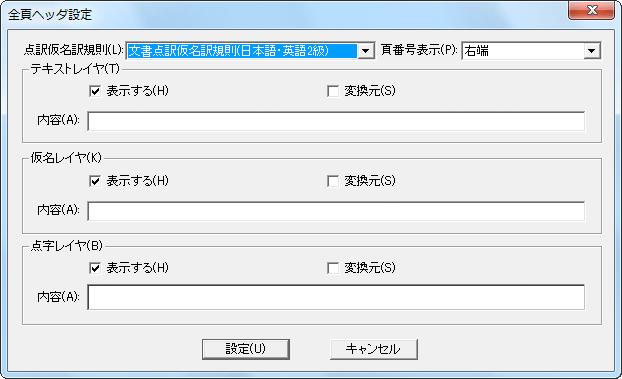 全頁ヘッダ設定
点訳仮名訳規則(L): 文書点訳仮名訳規則(日本語・英語2級) 頁番号表示(P): 右端
テキストレイヤ(T)
表示する(H) 変換元(S)
内容(A):
仮名レイヤ(K)
表示する(H) 変換元(S)
内容(A):
点字レイヤ(B)
表示する(H) 変換元(S)
内容(A):
設定(U) キャンセル